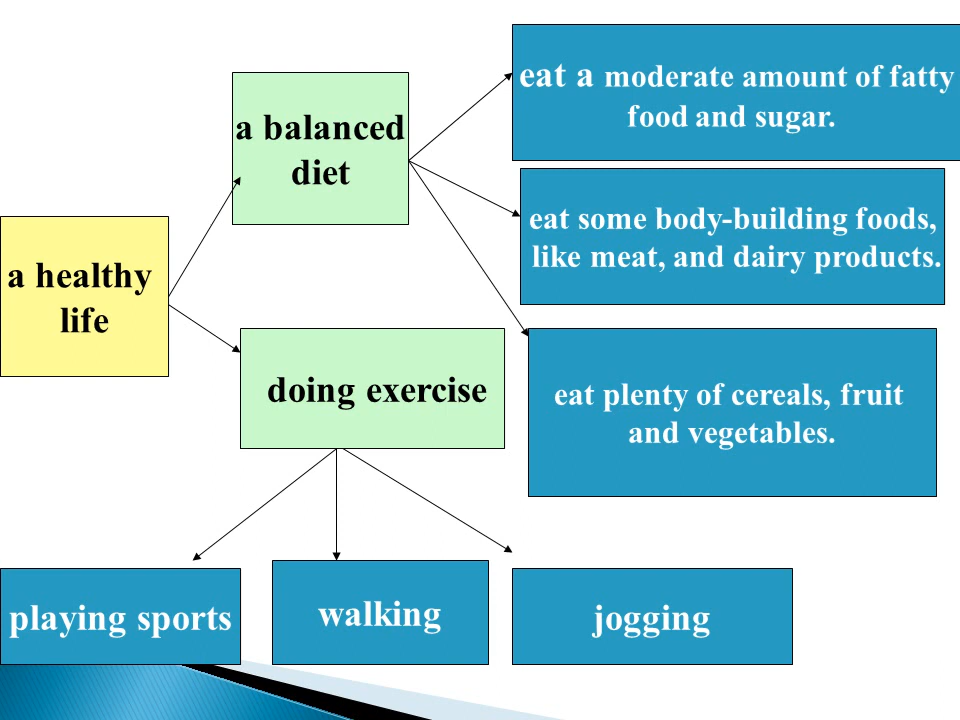 eat a moderate amount of fatty
food and sugar.
a balanced
diet
eat some body-building foods,
like meat, and dairy products.
a healthy
life
doing exercise
eat plenty of cereals, fruit
and vegetables.
playing sports
walking
jogging